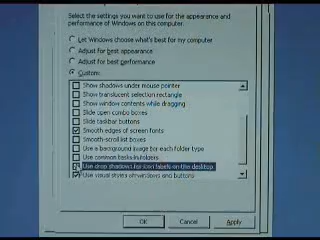 Select the settings you want to use for the appearance and
performance of Windows on this computer.
Let Windows choose what's best for my computer
Adjust for best appearance
Adjust for best performance
Custom:
Show shadows under mouse pointer
Show translucent selection rectangle
Show window contents while dragging
Slide open combo boxes
Slide taskbar buttons
Smooth edges of screen fonts
Smooth-scroll list boxes
Use a background image for each folder type
Use common tasks in folders
Use drop shadows for icon labels on the desktop
Use visual styles on windows and buttons
OK
Cancel
Apply